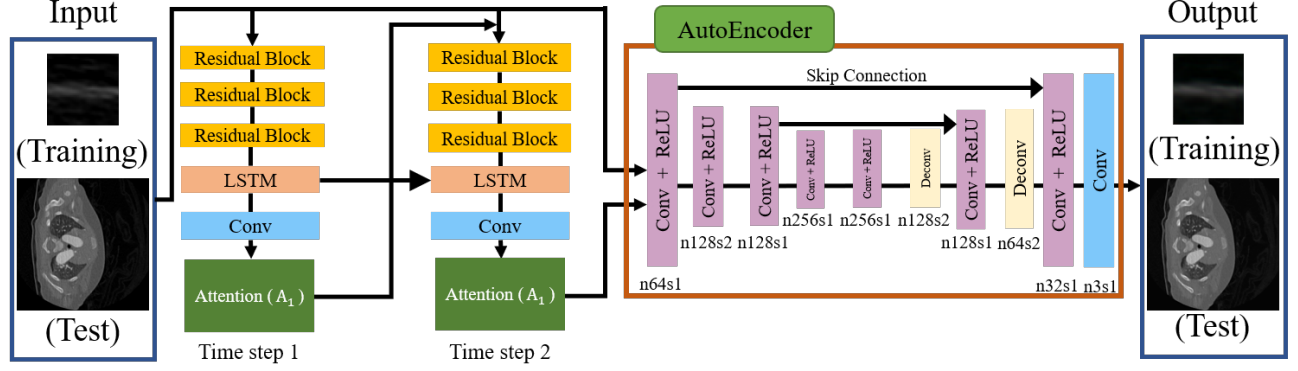 Input
(Training)
(Test)
Residual Block
Residual Block
Residual Block
LSTM
Conv
Attention (A₁)
Time step 1
Residual Block
Residual Block
Residual Block
LSTM
Conv
Attention (A₁)
Time step 2
AutoEncoder
Skip Connection
Conv + ReLU
n64s1
Conv+ReLU
n128s2
Conv + ReLU
n128s1
Conv+ReLU
n256s1
Conv+ReLU
n256s1
Deconv
n128s2
Conv + ReLU
n128s1
Deconv
n64s2
Conv + ReLU
n32s1
Conv
n3s1
Output
(Training)
(Test)